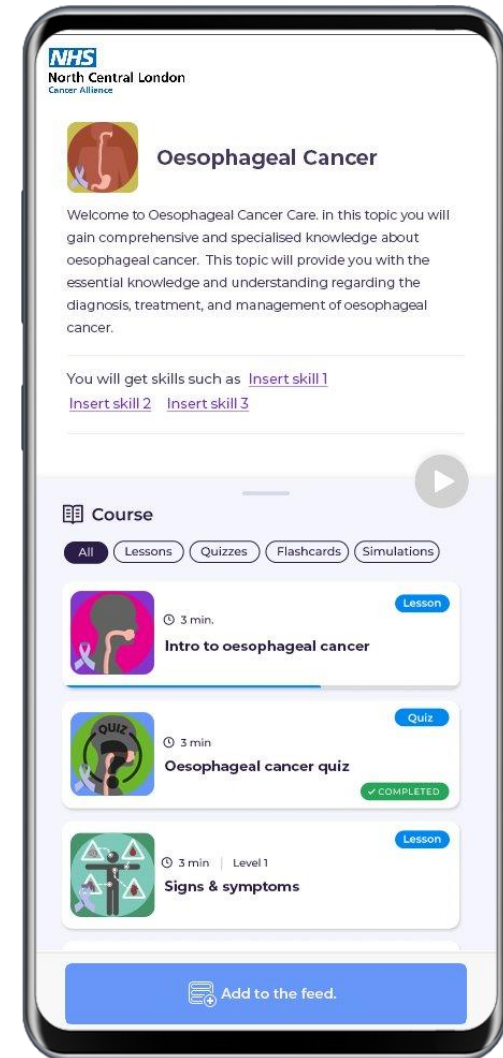 NHS
North Central London
Cancer Alliance
Oesophageal Cancer
Welcome to Oesophageal Cancer Care. in this topic you will
gain comprehensive and specialised knowledge about
oesophageal cancer. This topic will provide you with the
essential knowledge and understanding regarding the
diagnosis, treatment, and management of oesophageal
cancer.
You will get skills such as Insert skill 1
Insert skill 2 Insert skill 3
Course
All Lessons Quizzes Flashcards Simulations
Lesson
3 min.
Intro to oesophageal cancer
Quiz
QUIZ
3 min
Oesophageal cancer quiz
✓ COMPLETED
Lesson
3 min | Level 1
Signs & symptoms
Add to the feed.